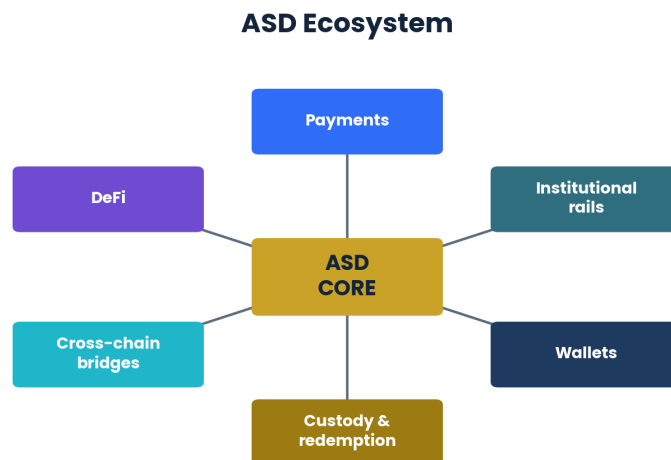 ASD Ecosystem
Payments
DeFi
Institutional
rails
ASD
CORE
Cross-chain
bridges
Wallets
Custody &
redemption